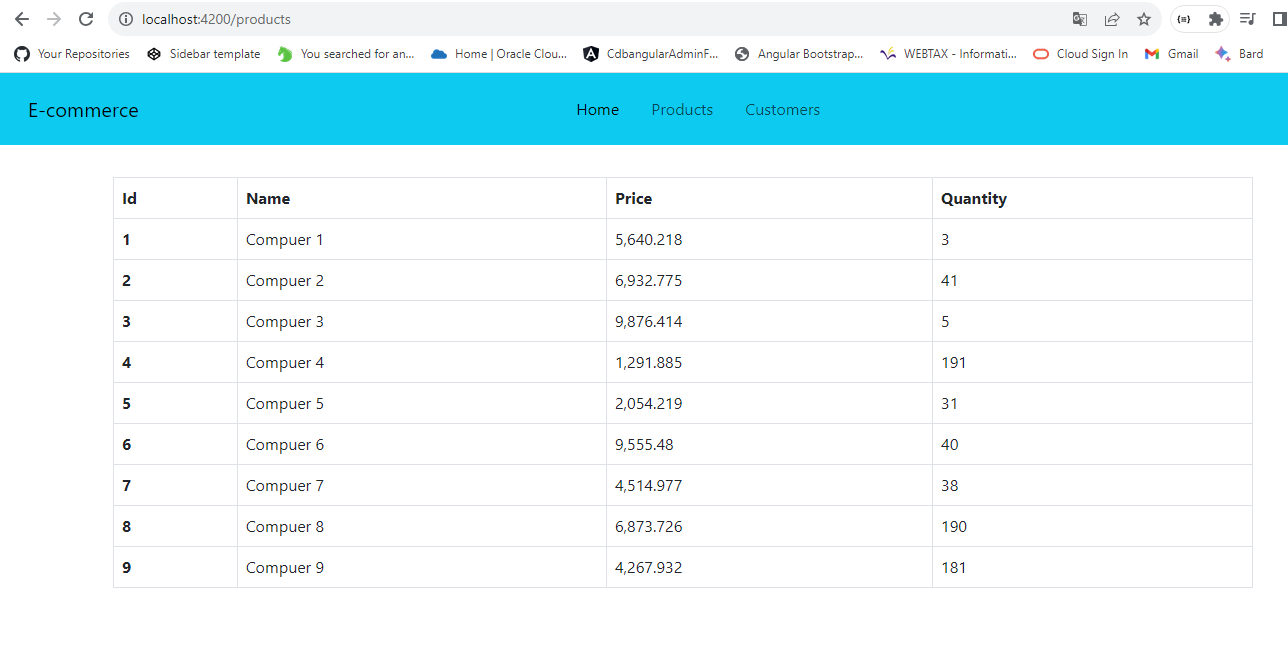 localhost:4200/products
Your Repositories Sidebar template You searched for an... Home | Oracle Clou... CdbangularAdminF... Angular Bootstrap... WEBTAX - Informati... Cloud Sign In Gmail Bard
E-commerce Home Products Customers
Id Name Price Quantity
1 Compuer 1 5,640.218 3
2 Compuer 2 6,932.775 41
3 Compuer 3 9,876.414 5
4 Compuer 4 1,291.885 191
5 Compuer 5 2,054.219 31
6 Compuer 6 9,555.48 40
7 Compuer 7 4,514.977 38
8 Compuer 8 6,873.726 190
9 Compuer 9 4,267.932 181